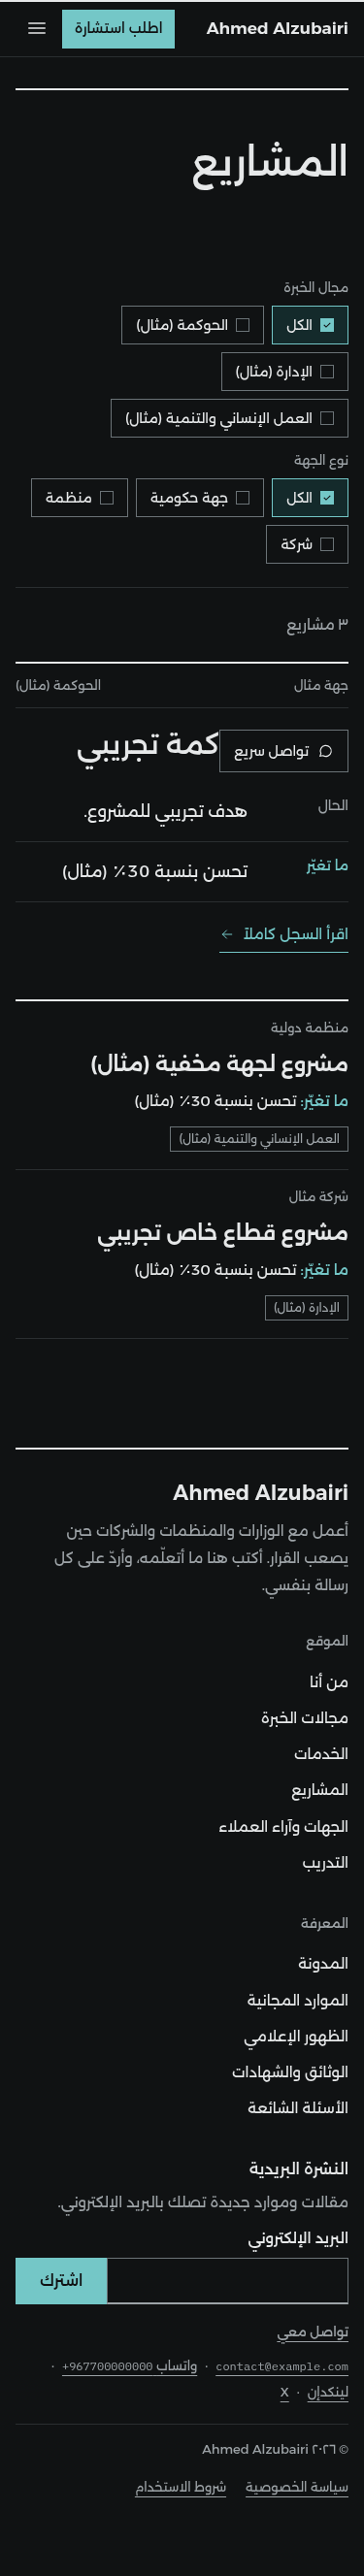 Ahmed Alzubairi
اطلب استشارة
المشاريع
مجال الخبرة
الكل
الحوكمة (مثال)
الإدارة (مثال)
العمل الإنساني والتنمية (مثال)
نوع الجهة
الكل
جهة حكومية
منظمة
شركة
٣ مشاريع
جهة مثال
الحوكمة (مثال)
تواصل سريع
كمة تجريبي
الحال
هدف تجريبي للمشروع.
ما تغيّر
تحسن بنسبة 30٪ (مثال)
اقرأ السجل كاملاً ←
منظمة دولية
مشروع لجهة مخفية (مثال)
ما تغيّر: تحسن بنسبة 30٪ (مثال)
العمل الإنساني والتنمية (مثال)
شركة مثال
مشروع قطاع خاص تجريبي
ما تغيّر: تحسن بنسبة 30٪ (مثال)
الإدارة (مثال)
Ahmed Alzubairi
أعمل مع الوزارات والمنظمات والشركات حين
يصعب القرار. أكتب هنا ما أتعلّمه، وأردّ على كل
رسالة بنفسي.
الموقع
من أنا
مجالات الخبرة
الخدمات
المشاريع
الجهات وآراء العملاء
التدريب
المعرفة
المدونة
الموارد المجانية
الظهور الإعلامي
الوثائق والشهادات
الأسئلة الشائعة
النشرة البريدية
مقالات وموارد جديدة تصلك بالبريد الإلكتروني.
البريد الإلكتروني
اشترك
تواصل معي
contact@example.com · واتساب +967700000000 ·
لينكدإن · X
© ٢٠٢٦ Ahmed Alzubairi
سياسة الخصوصية
شروط الاستخدام